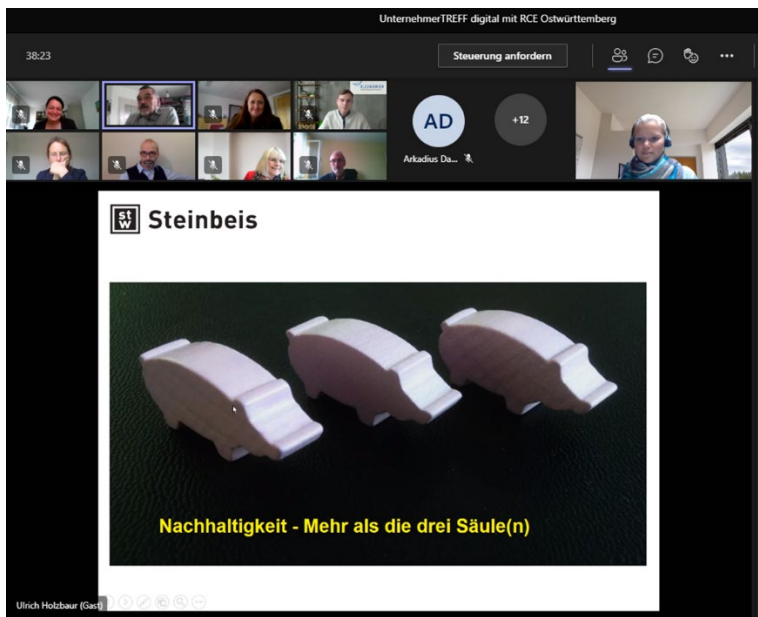 UnternehmerTREFF digital mit RCE Ostwürttemberg
38:23
Steuerung anfordern
AD
+12
Arkadius Da...
stw Steinbeis
Nachhaltigkeit - Mehr als die drei Säule(n)
Ulrich Holzbaur (Gast)